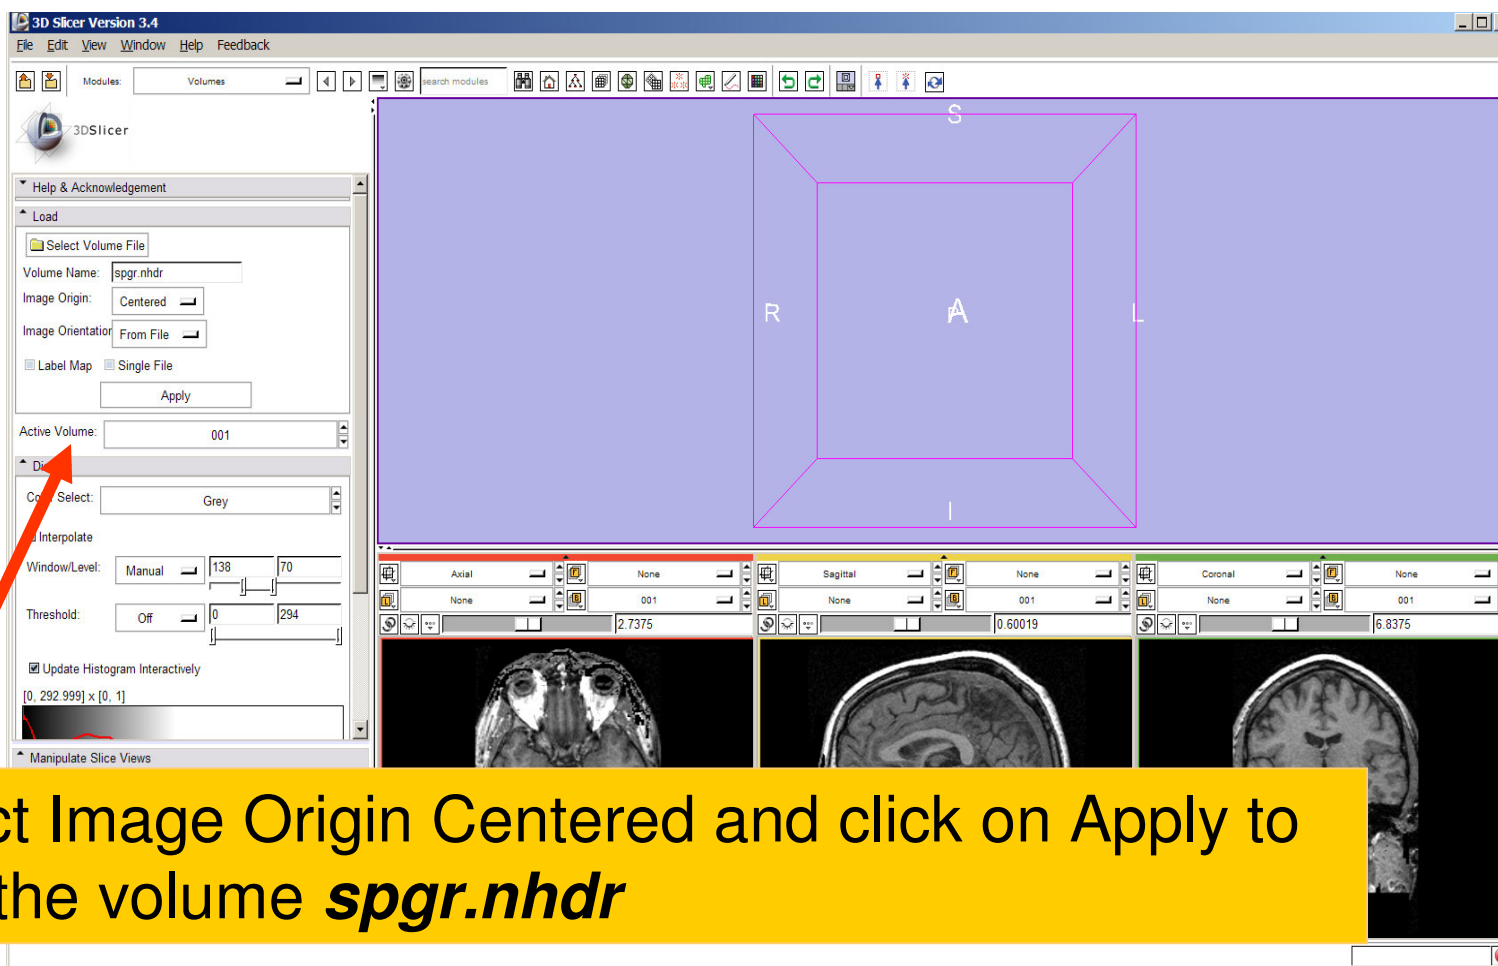 3D Slicer Version 3.4
File Edit View Window Help Feedback
Modules: Volumes search modules
3DSlicer
Help & Acknowledgement
Load
Select Volume File
Volume Name: spgr.nhdr
Image Origin: Centered
Image Orientation From File
Label Map Single File
Apply
Active Volume: 001
Grey
Select:
Interpolate
Window/Level: Manual 138 70
Threshold: Off 0 294
Update Histogram Interactively
[0, 292.999] x [0, 1]
Manipulate Slice Views
S
R A P L
I
Axial None Sagittal None Coronal None
None 001 None 001 None 001
2.7375 0.60019 6.8375
ct Image Origin Centered and click on Apply to
the volume spgr.nhdr